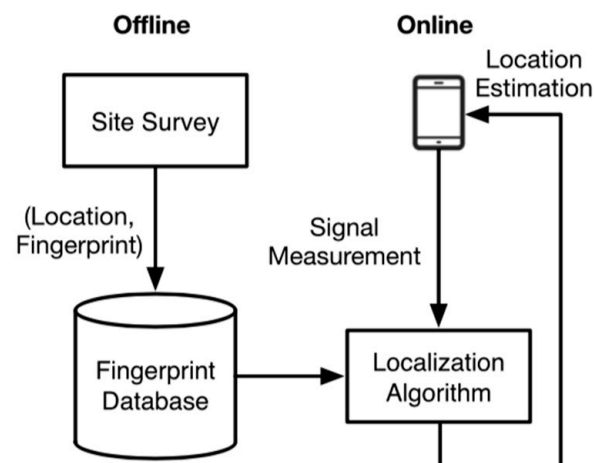 Offline
Online
Location
Estimation
Site Survey
(Location,
Fingerprint)
Signal
Measurement
Fingerprint
Database
Localization
Algorithm